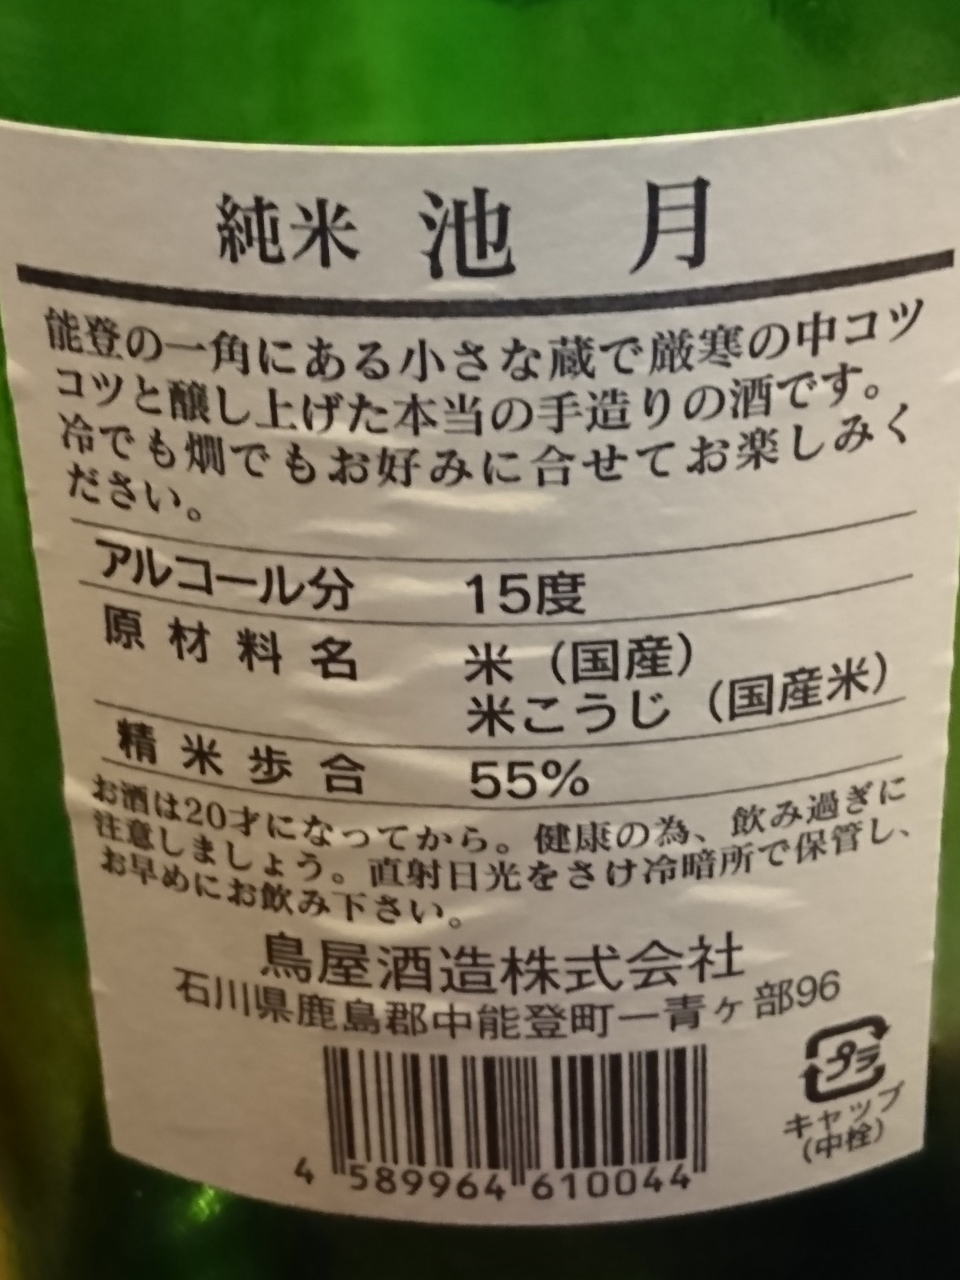 純米 池 月
能登の一角にある小さな蔵で厳寒の中コツ
コツと醸し上げた本当の手造りの酒です。
冷でも燗でもお好みに合せてお楽しみく
ださい。
アルコール分 15度
原材料名 米（国産）
米こうじ（国産米）
精米歩合 55%
お酒は20才になってから。健康の為、飲み過ぎに
注意しましょう。直射日光をさけ冷暗所で保管し、
お早めにお飲み下さい。
鳥屋酒造株式会社
石川県鹿島郡中能登町一青ヶ部96
プラ
キャップ
（中栓）
4 589964 610044